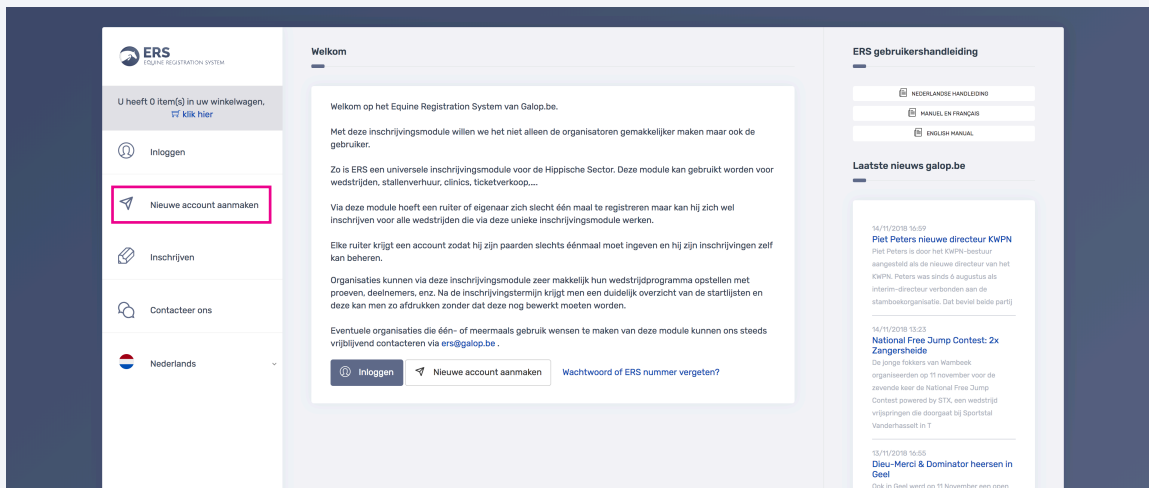 ERS
EQUINE REGISTRATION SYSTEM
U heeft 0 item(s) in uw winkelwagen,
klik hier
Inloggen
Nieuwe account aanmaken
Inschrijven
Contacteer ons
Nederlands
Welkom
Welkom op het Equine Registration System van Galop.be.
Met deze inschrijvingsmodule willen we het niet alleen de organisatoren gemakkelijker maken maar ook de
gebruiker.
Zo is ERS een universele inschrijvingsmodule voor de Hippische Sector. Deze module kan gebruikt worden voor
wedstrijden, stallenverhuur, clinics, ticketverkoop,....
Via deze module hoeft een ruiter of eigenaar zich slecht één maal te registreren maar kan hij zich wel
inschrijven voor alle wedstrijden die via deze unieke inschrijvingsmodule werken.
Elke ruiter krijgt een account zodat hij zijn paarden slechts éénmaal moet ingeven en hij zijn inschrijvingen zelf
kan beheren.
Organisaties kunnen via deze inschrijvingsmodule zeer makkelijk hun wedstrijdprogramma opstellen met
proeven, deelnemers, enz. Na de inschrijvingstermijn krijgt men een duidelijk overzicht van de startlijsten en
deze kan men zo afdrukken zonder dat deze nog bewerkt moeten worden.
Eventuele organisaties die één- of meermaals gebruik wensen te maken van deze module kunnen ons steeds
vrijblijvend contacteren via ers@galop.be .
Inloggen
Nieuwe account aanmaken
Wachtwoord of ERS nummer vergeten?
ERS gebruikershandleiding
NEDERLANDSE HANDLEIDING
MANUEL EN FRANÇAIS
ENGLISH MANUAL
Laatste nieuws galop.be
14/11/2018 16:59
Piet Peters nieuwe directeur KWPN
Piet Peters is door het KWPN-bestuur
aangesteld als de nieuwe directeur van het
KWPN. Peters was sinds 6 augustus als
interim-directeur verbonden aan de
stamboekorganisatie. Dat beviel beide partij
14/11/2018 13:23
National Free Jump Contest: 2x
Zangersheide
De jonge fokkers van Wambeek
organiseerden op 11 november voor de
zevende keer de National Free Jump
Contest powered by STX, een wedstrijd
vrijspringen die doorgaat bij Sportstal
Vanderhasselt in T
13/11/2018 16:55
Dieu-Merci & Dominator heersen in
Geel
Ook in Geel werd op 11 November een open